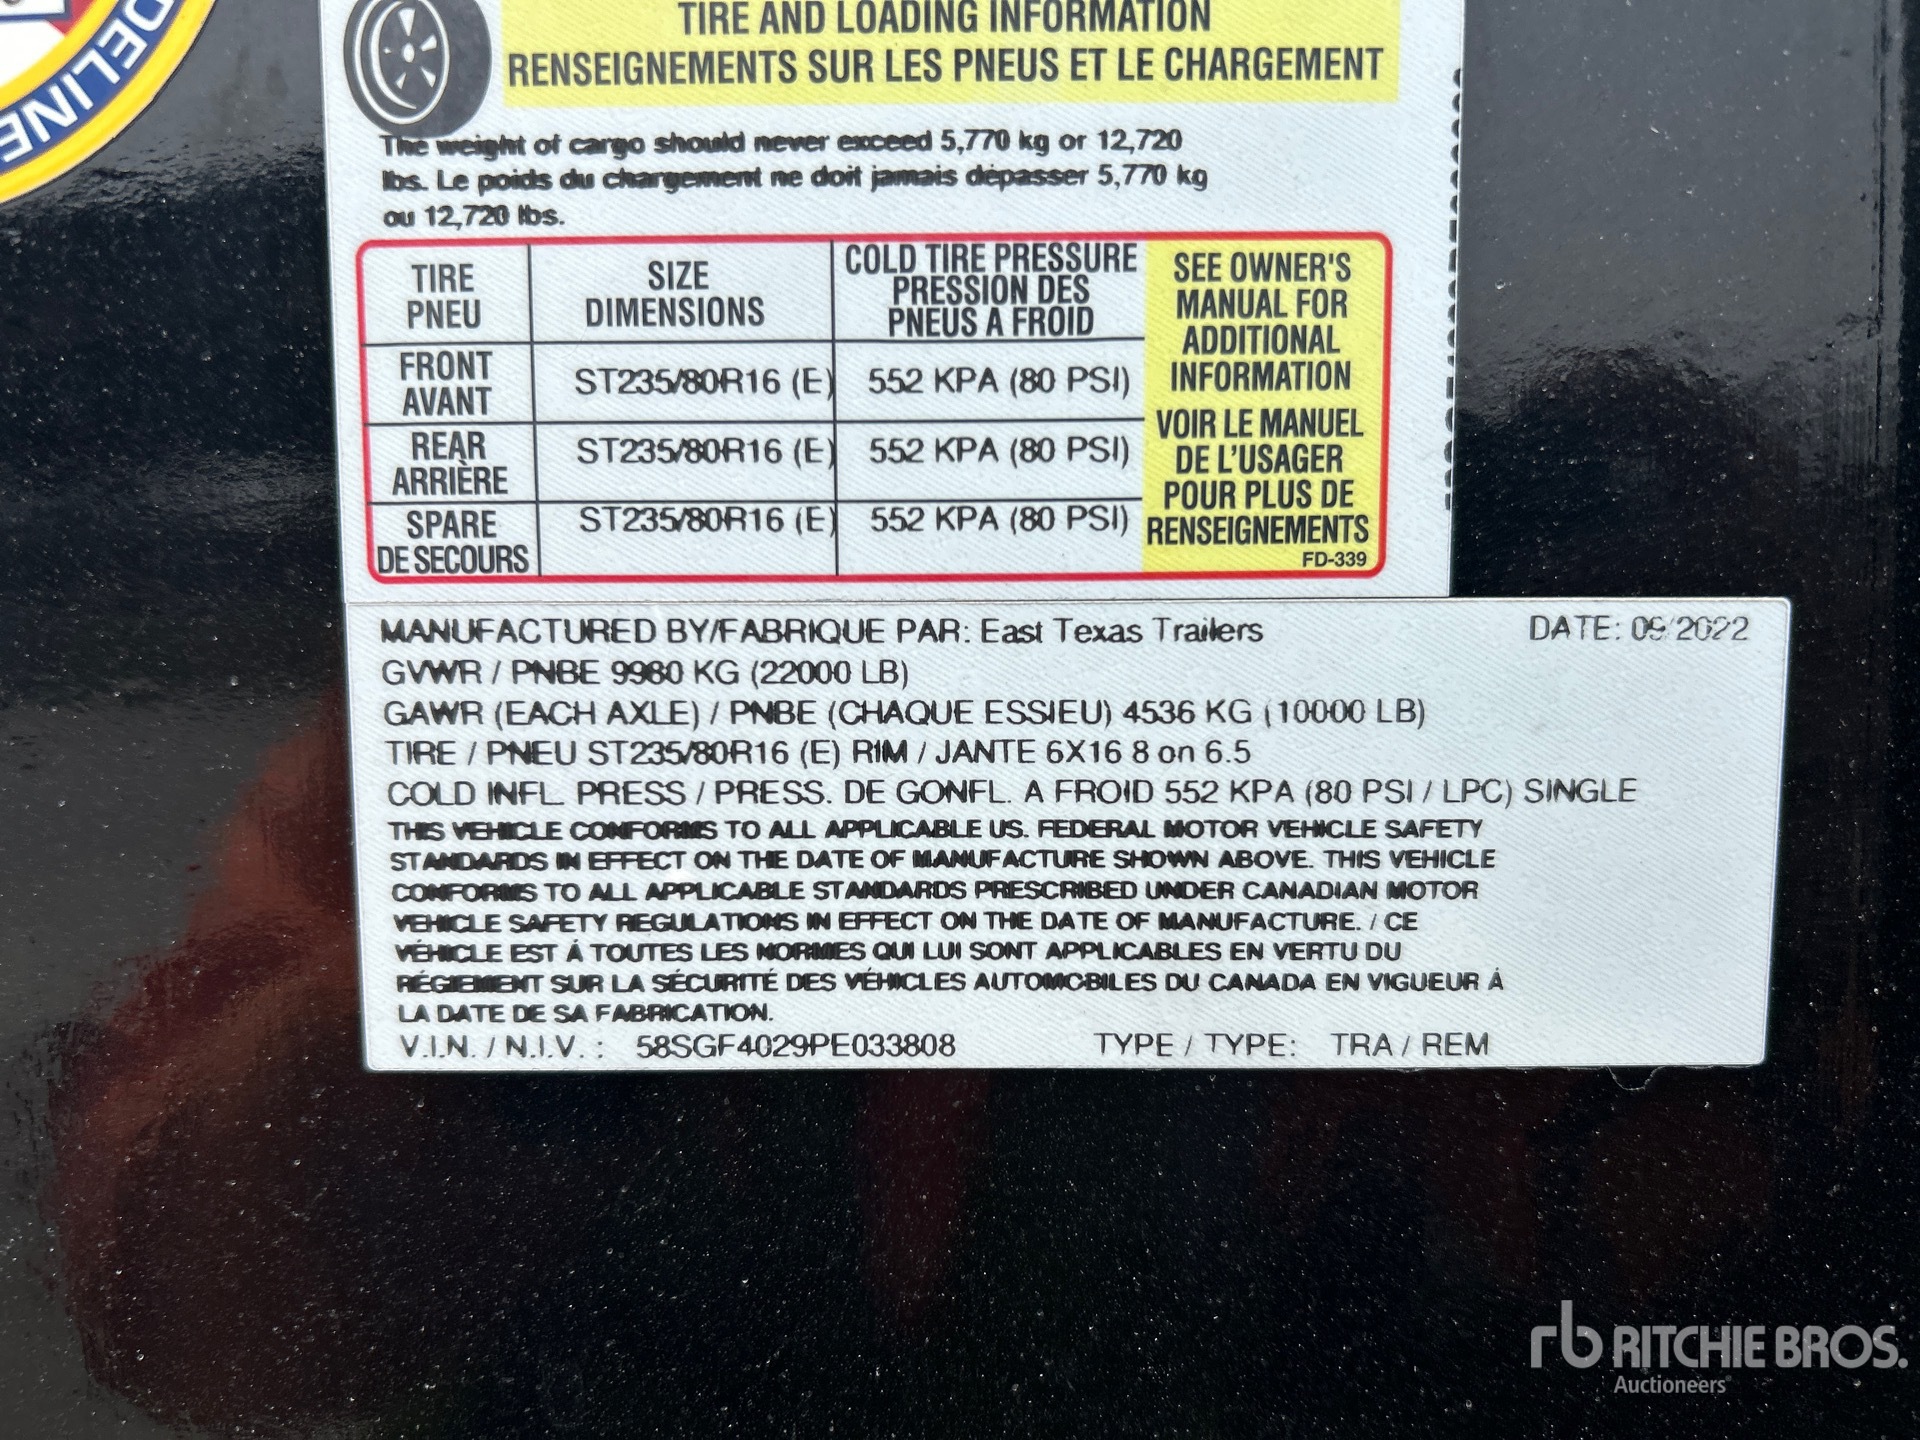 DELINE
TIRE AND LOADING INFORMATION
RENSEIGNEMENTS SUR LES PNEUS ET LE CHARGEMENT
The weight of cargo should never exceed 5,770 kg or 12,720
lbs. Le poids du chargement ne doit jamais dépasser 5,770 kg
ou 12,720 lbs.
TIRE SIZE COLD TIRE PRESSURE
PNEU DIMENSIONS PRESSION DES
PNEUS A FROID
FRONT
AVANT
ST235/80R16 (E) 552 KPA (80 PSI)
REAR
ARRIÈRE
ST235/80R16 (E) 552 KPA (80 PSI)
SPARE
DE SECOURS
ST235/80R16 (E) 552 KPA (80 PSI)
SEE OWNER'S
MANUAL FOR
ADDITIONAL
INFORMATION
VOIR LE MANUEL
DE L'USAGER
POUR PLUS DE
RENSEIGNEMENTS
FD-339
MANUFACTURED BY/FABRIQUE PAR: East Texas Trailers DATE: 09/2022
GVWR / PNBE 9980 KG (22000 LB)
GAWR (EACH AXLE) / PNBE (CHAQUE ESSIEU) 4536 KG (10000 LB)
TIRE / PNEU ST235/80R16 (E) RIM / JANTE 6X16 8 on 6.5
COLD INFL. PRESS / PRESS. DE GONFL. A FROID 552 KPA (80 PSI / LPC) SINGLE
THIS VEHICLE CONFORMS TO ALL APPLICABLE US. FEDERAL MOTOR VEHICLE SAFETY
STANDARDS IN EFFECT ON THE DATE OF MANUFACTURE SHOWN ABOVE. THIS VEHICLE
CONFORMS TO ALL APPLICABLE STANDARDS PRESCRIBED UNDER CANADIAN MOTOR
VEHICLE SAFETY REGULATIONS IN EFFECT ON THE DATE OF MANUFACTURE. / CE
VÉHICLE EST Á TOUTES LES NORMES QUI LUI SONT APPLICABLES EN VERTU DU
RÉGIEMENT SUR LA SÉCURITÉ DES VÉHICLES AUTOMOBILES DU CANADA EN VIGUEUR Á
LA DATE DE SA FABRICATION.
V.I.N. / N.I.V. : 58SGF4029PE033808 TYPE / TYPE: TRA / REM
rb RITCHIE BROS.
Auctioneers